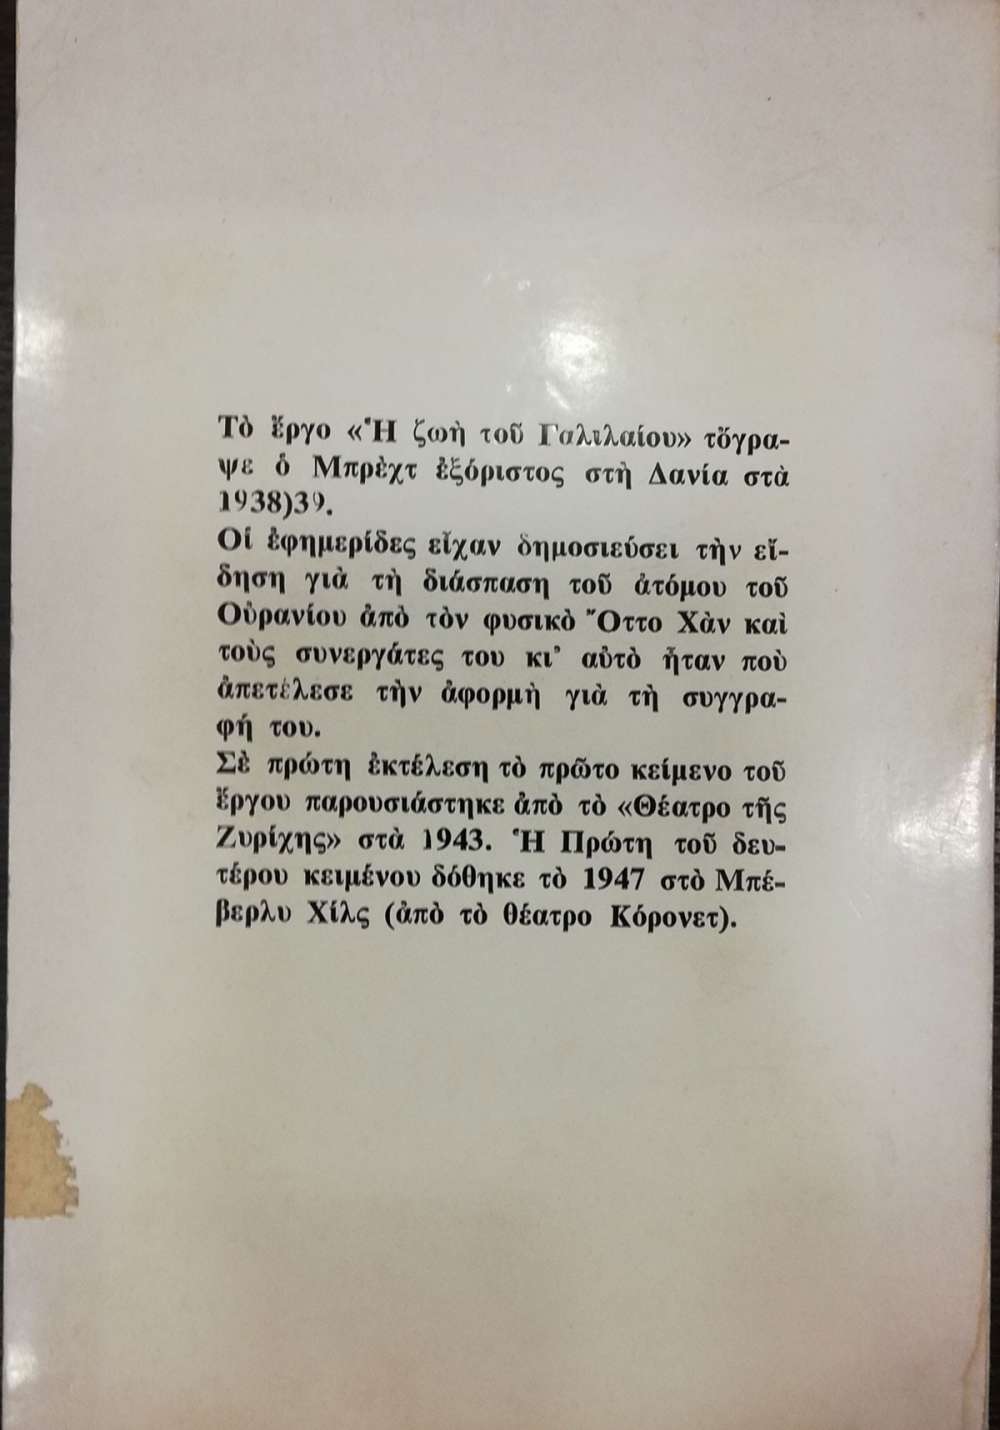 Τὸ ἔργο «Ἡ ζωὴ τοῦ Γαλιλαίου» τὄγρα-
ψε ὁ Μπρὲχτ ἐξόριστος στὴ Δανία στὰ
1938)39.
Οἱ ἐφημερίδες εἶχαν δημοσιεύσει τὴν εἴ-
δηση γιὰ τὴ διάσπαση τοῦ ἀτόμου τοῦ
Οὐρανίου ἀπὸ τὸν φυσικὸ Ὄττο Χὰν καὶ
τοὺς συνεργάτες του κι’ αὐτὸ ἦταν ποὺ
ἀπετέλεσε τὴν ἀφορμὴ γιὰ τὴ συγγρα-
φή του.
Σὲ πρώτη ἐκτέλεση τὸ πρῶτο κείμενο τοῦ
ἔργου παρουσιάστηκε ἀπὸ τὸ «Θέατρο τῆς
Ζυρίχης» στὰ 1943. Ἡ Πρώτη τοῦ δευ-
τέρου κειμένου δόθηκε τὸ 1947 στὸ Μπέ-
βερλυ Χίλς (ἀπὸ τὸ θέατρο Κόρονετ).